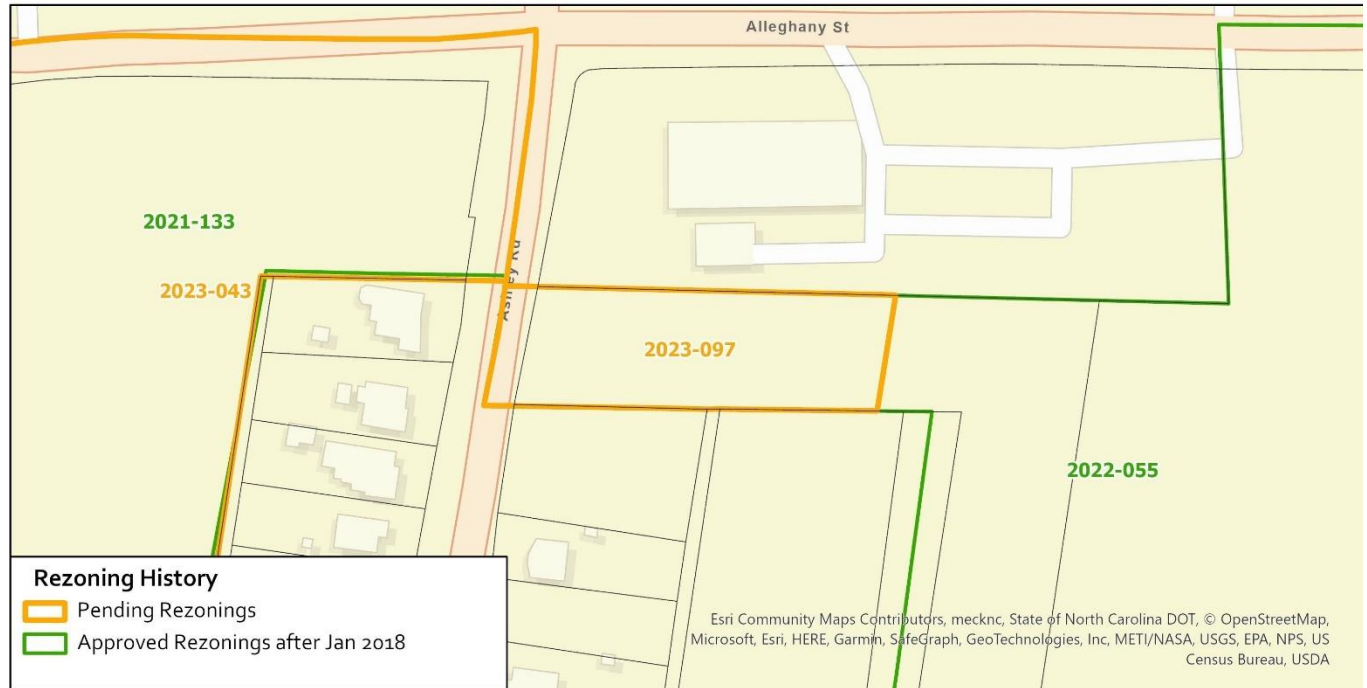 Alleghany St
2021-133
2023-043
2023-097
2022-055
Rezoning History
Pending Rezonings
Approved Rezonings after Jan 2018
Esri Community Maps Contributors, mecknc, State of North Carolina DOT, © OpenStreetMap,
Microsoft, Esri, HERE, Garmin, SafeGraph, GeoTechnologies, Inc, METI/NASA, USGS, EPA, NPS, US
Census Bureau, USDA